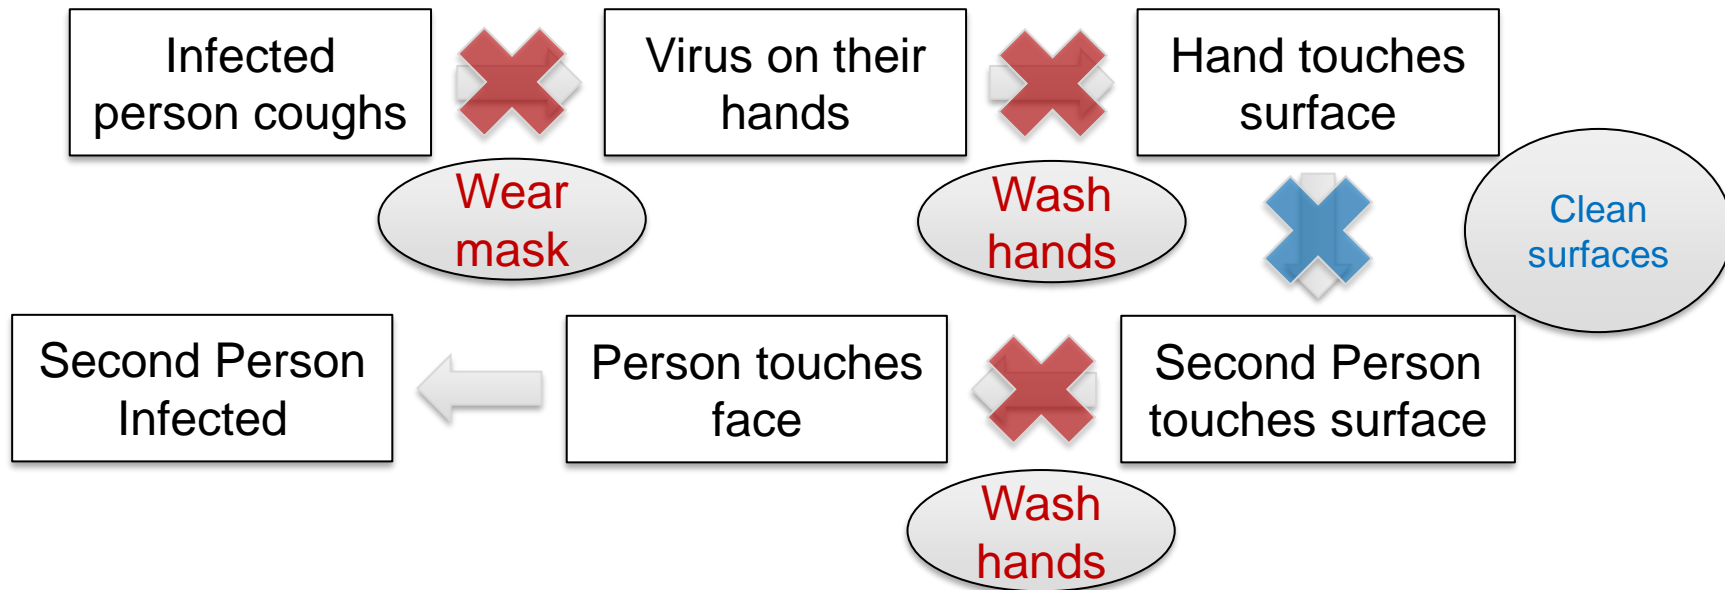 Infected
person coughs
Virus on their
hands
Hand touches
surface
Wear
mask
Wash
hands
Clean
surfaces
Second Person
Infected
Person touches
face
Second Person
touches surface
Wash
hands